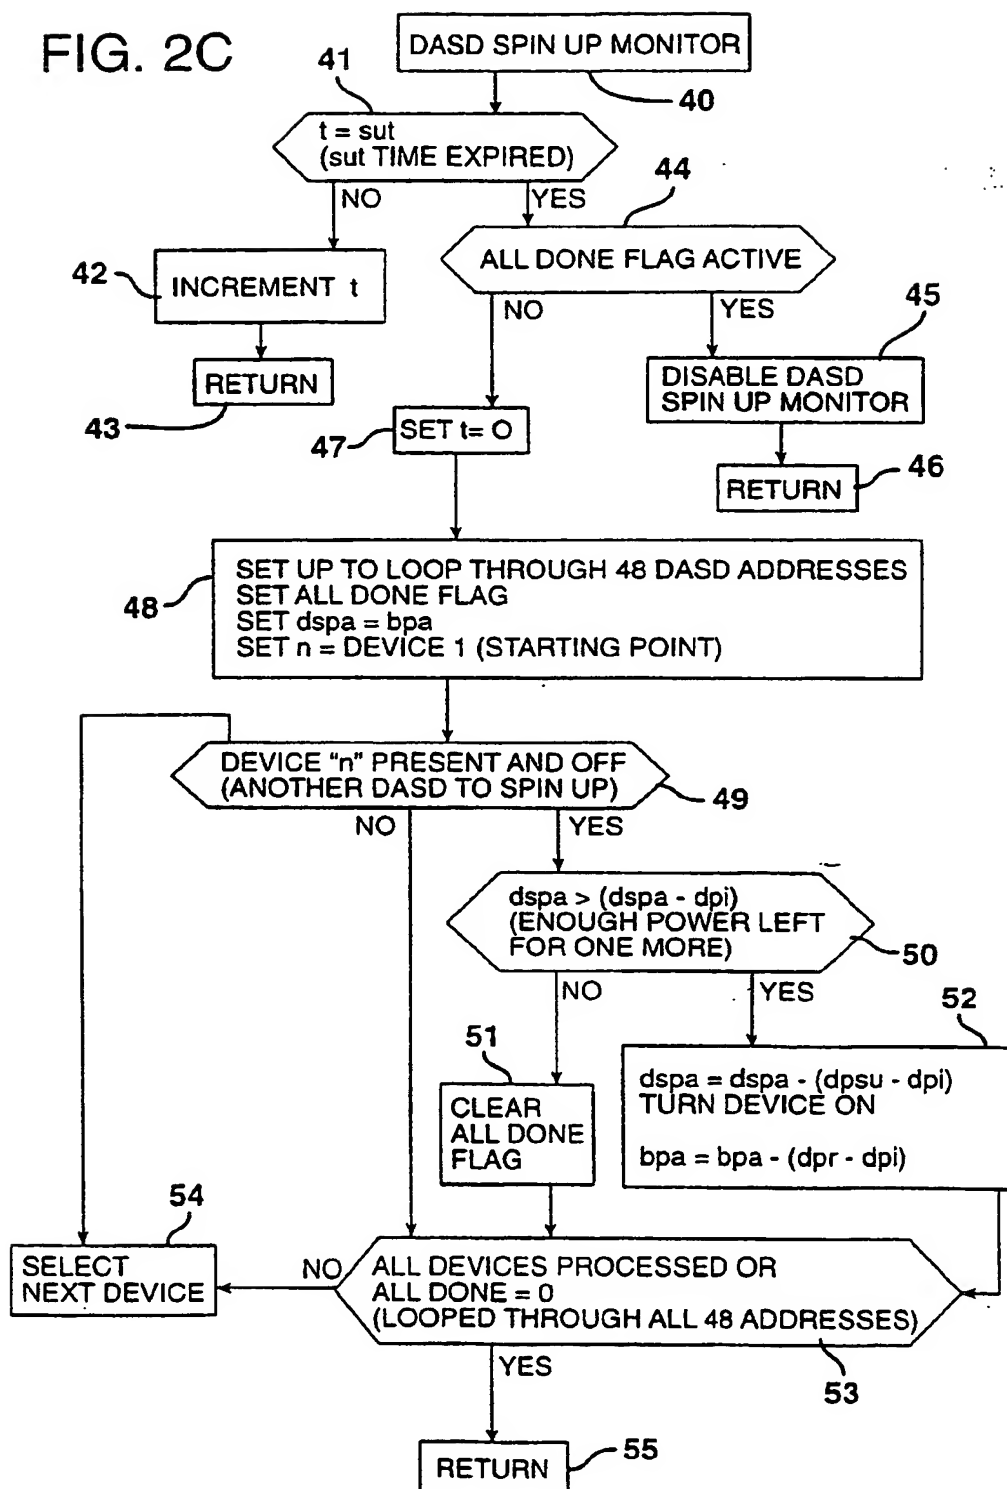 FIG. 2C
DASD SPIN UP MONITOR
40
41
t = sut
(sut TIME EXPIRED)
NO
YES
44
42
INCREMENT t
ALL DONE FLAG ACTIVE
NO
YES
45
RETURN
43
DISABLE DASD
SPIN UP MONITOR
47
SET t= O
RETURN
46
48
SET UP TO LOOP THROUGH 48 DASD ADDRESSES
SET ALL DONE FLAG
SET dspa = bpa
SET n = DEVICE 1 (STARTING POINT)
DEVICE "n" PRESENT AND OFF
(ANOTHER DASD TO SPIN UP)
49
NO
YES
dspa > (dspa - dpi)
(ENOUGH POWER LEFT
FOR ONE MORE)
50
NO
YES
52
51
CLEAR
ALL DONE
FLAG
dspa = dspa - (dpsu - dpi)
TURN DEVICE ON
bpa = bpa - (dpr - dpi)
54
SELECT
NEXT DEVICE
NO
ALL DEVICES PROCESSED OR
ALL DONE = 0
(LOOPED THROUGH ALL 48 ADDRESSES)
53
YES
RETURN
55